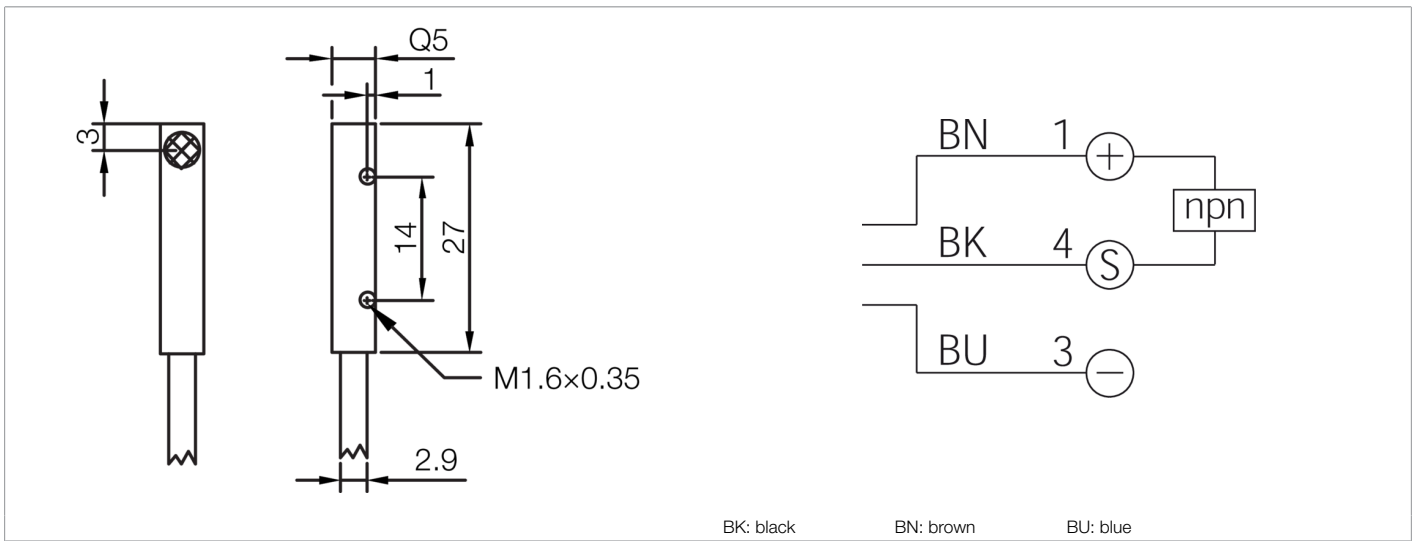 Q5
1
3
14
27
M1.6×0.35
2.9
BN 1 +
npn
BK 4 S
BU 3 −
BK: black BN: brown BU: blue